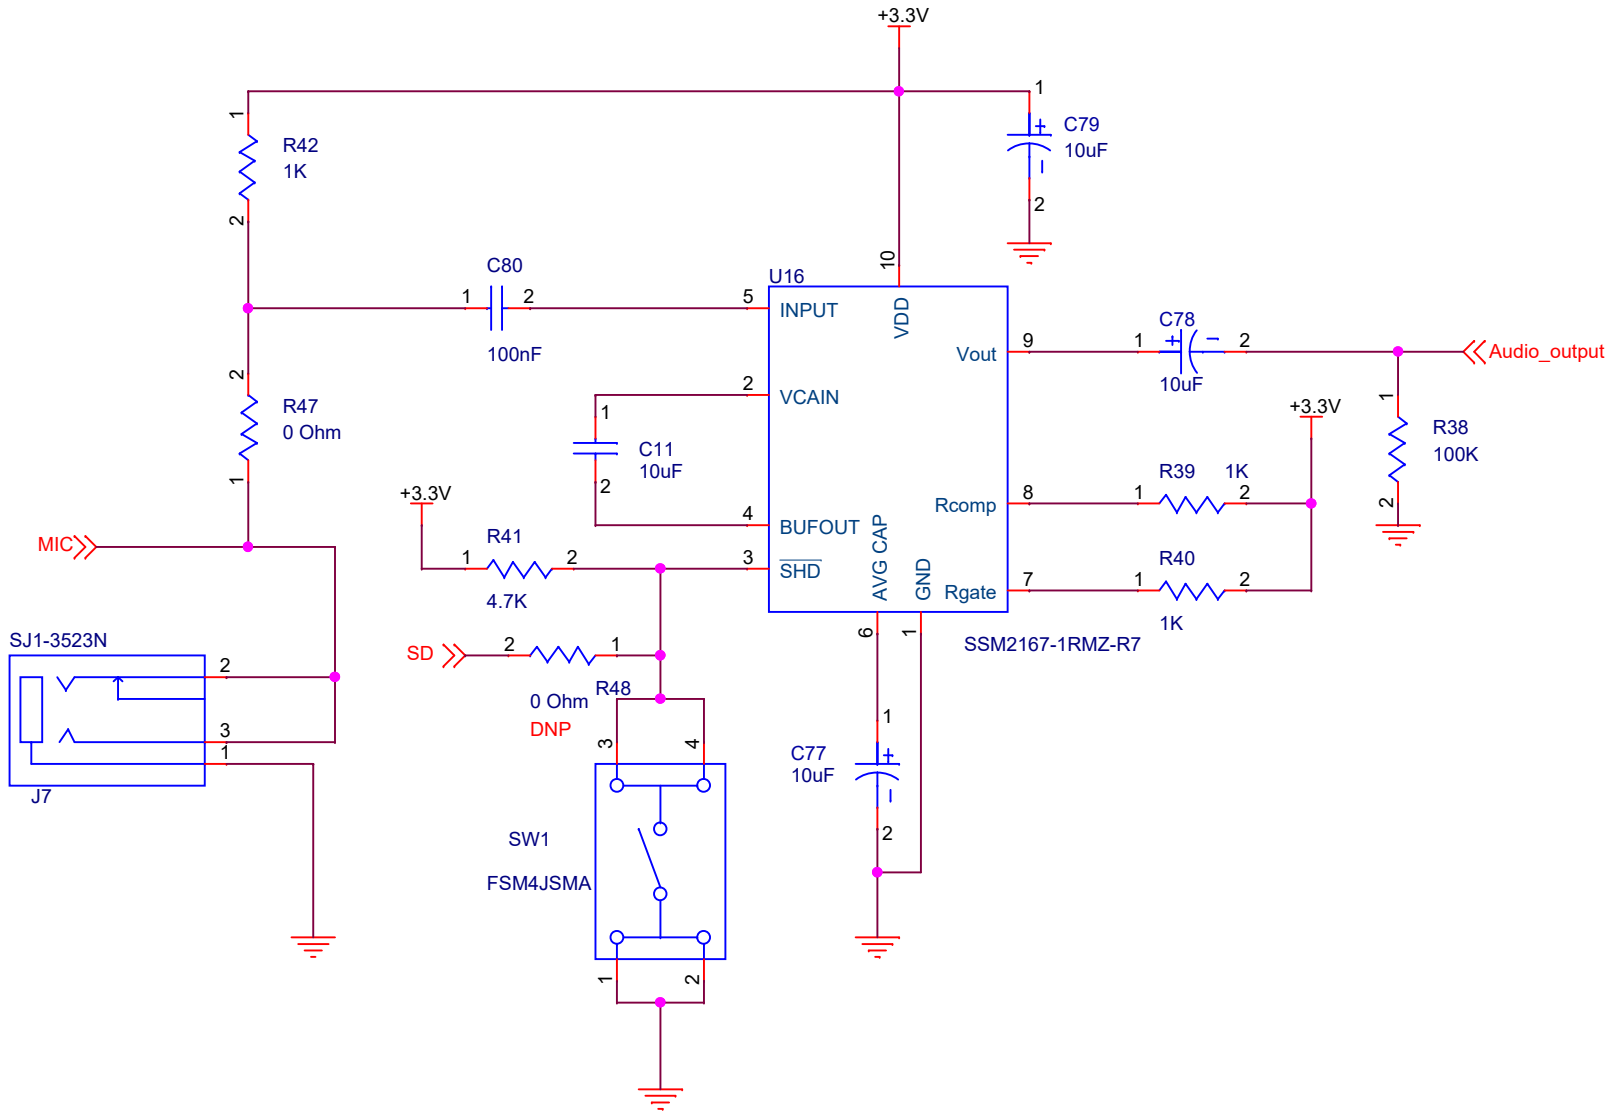 +3.3V
1
1
C79
10uF
R42
1K
+
2
2
10
C80
U16
1
2
5
INPUT
VDD
C78
100nF
Vout
9
1
+
2
Audio_output
10uF
2
R47
0 Ohm
2
VCAIN
+3.3V
1
1
C11
10uF
R38
100K
1
2
+3.3V
R39
1K
8
1
2
Rcomp
2
4
BUFOUT
AVG CAP
MIC
R41
1
2
3
SHD
GND
R40
4.7K
Rgate
7
1
2
1K
6
1
SSM2167-1RMZ-R7
SJ1-3523N
SD
2
1
2
0 Ohm
R48
DNP
3
1
3
4
1
C77
10uF
+
J7
2
SW1
FSM4JSMA
1
2